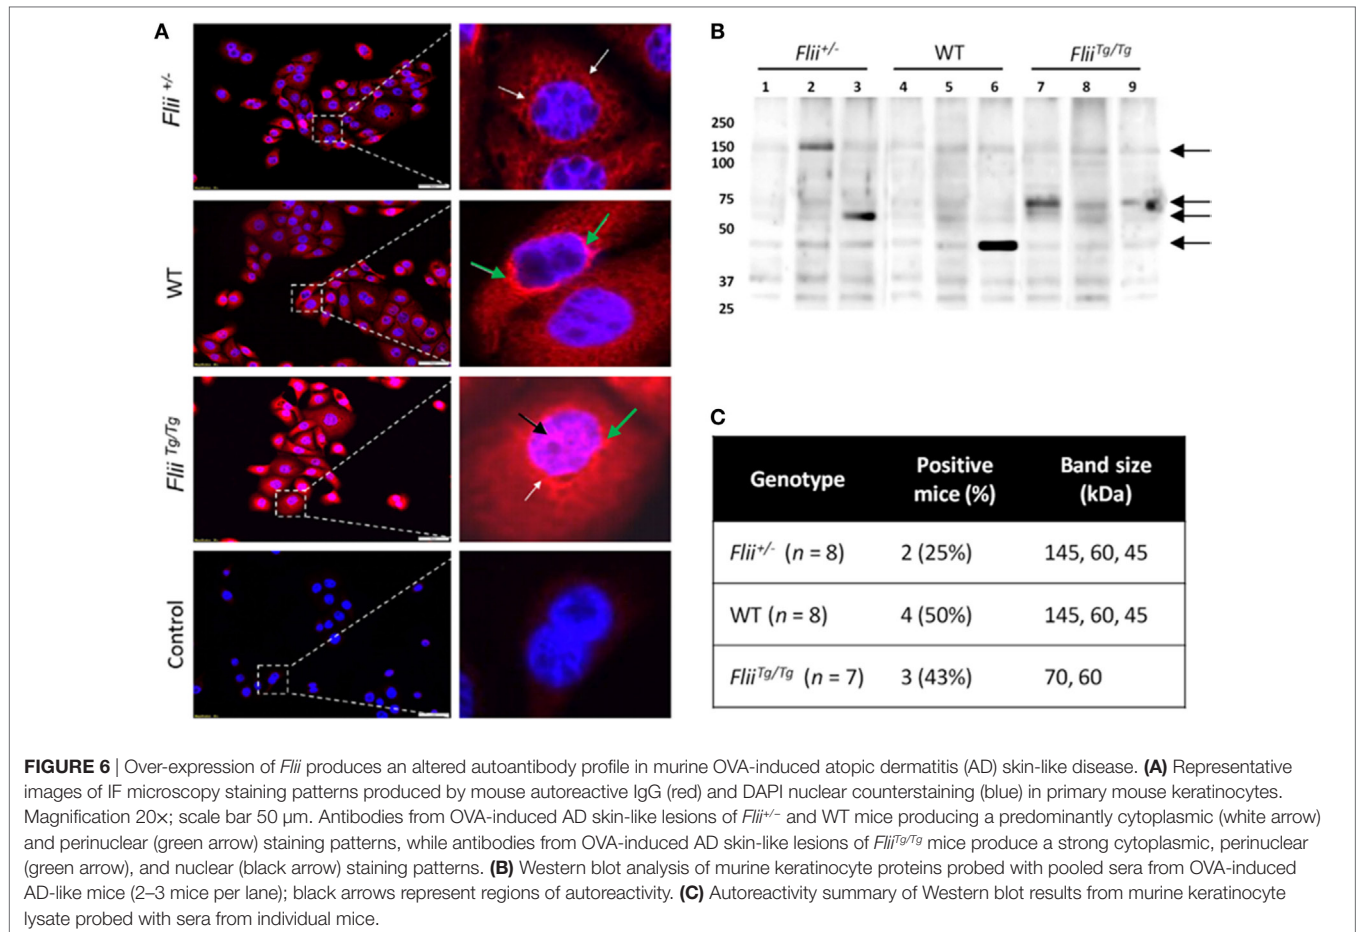 A
Flii +/-
WT
Flii Tg/Tg
Control
B
Flii+/- WT FliiTg/Tg
1 2 3 4 5 6 7 8 9
250
150
100
75
50
37
25
C
Genotype Positive mice (%) Band size (kDa)
Flii+/- (n = 8) 2 (25%) 145, 60, 45
WT (n = 8) 4 (50%) 145, 60, 45
FliiTg/Tg (n = 7) 3 (43%) 70, 60
FIGURE 6 | Over-expression of Flii produces an altered autoantibody profile in murine OVA-induced atopic dermatitis (AD) skin-like disease. (A) Representative
images of IF microscopy staining patterns produced by mouse autoreactive IgG (red) and DAPI nuclear counterstaining (blue) in primary mouse keratinocytes.
Magnification 20×; scale bar 50 µm. Antibodies from OVA-induced AD skin-like lesions of Flii+/− and WT mice producing a predominantly cytoplasmic (white arrow)
and perinuclear (green arrow) staining patterns, while antibodies from OVA-induced AD skin-like lesions of FliiTg/Tg mice produce a strong cytoplasmic, perinuclear
(green arrow), and nuclear (black arrow) staining patterns. (B) Western blot analysis of murine keratinocyte proteins probed with pooled sera from OVA-induced
AD-like mice (2–3 mice per lane); black arrows represent regions of autoreactivity. (C) Autoreactivity summary of Western blot results from murine keratinocyte
lysate probed with sera from individual mice.